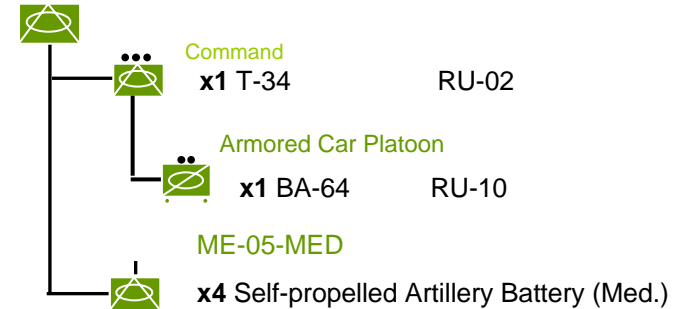 Command
x1 T-34 RU-02
Armored Car Platoon
x1 BA-64 RU-10
ME-05-MED
x4 Self-propelled Artillery Battery (Med.)